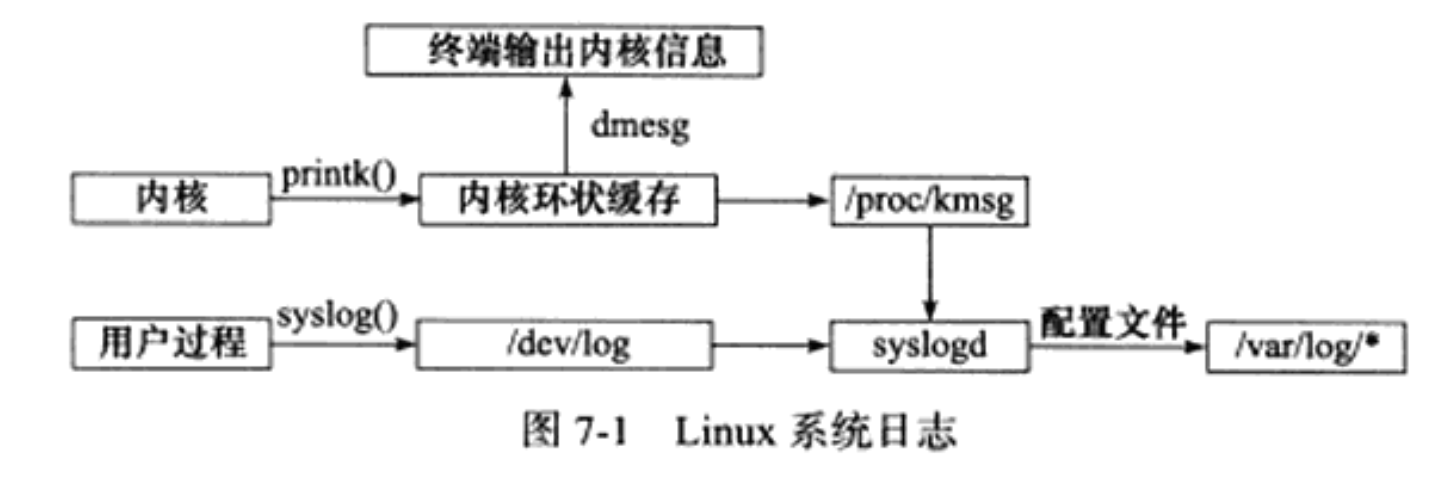 终端输出内核信息
dmesg
内核
printk()
内核环状缓存
/proc/kmsg
用户过程
syslog()
/dev/log
syslogd
配置文件
/var/log/*
图 7-1 Linux 系统日志